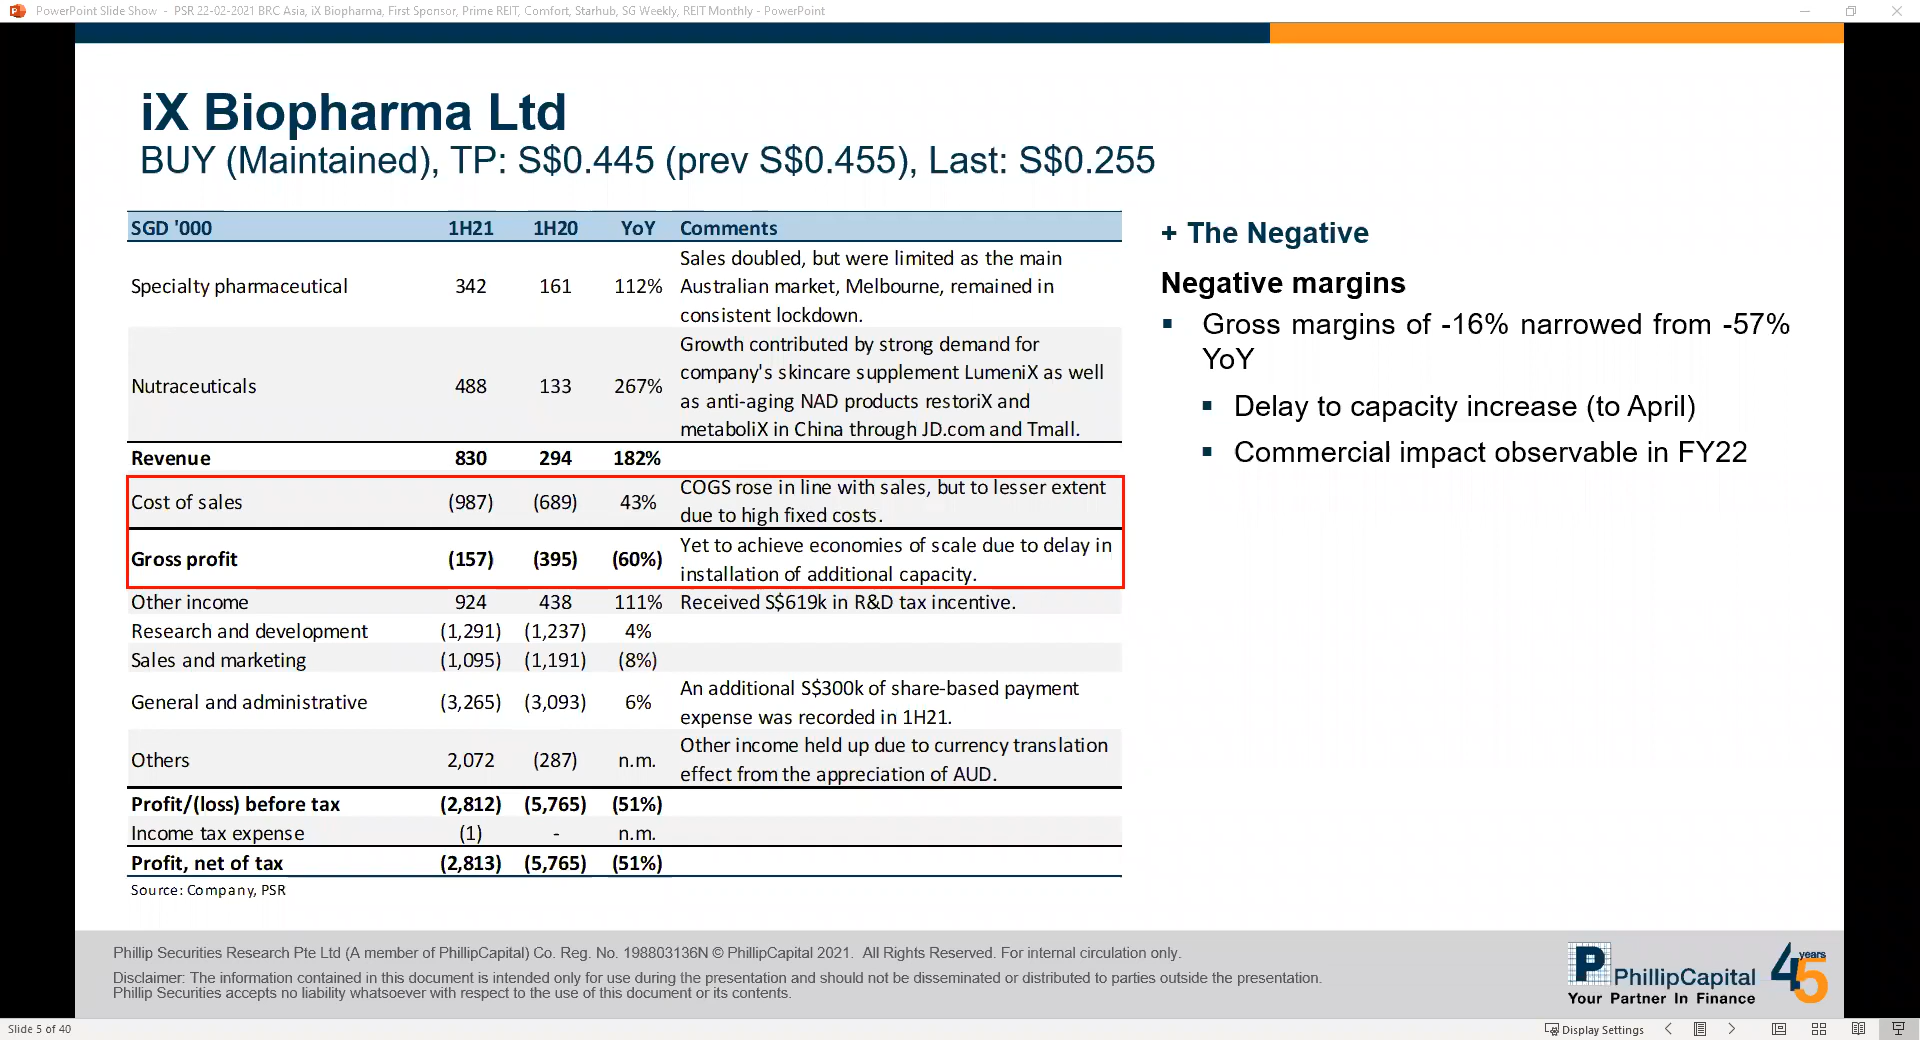 PowerPoint Slide Show - PSR 22-02-2021 BRC Asia, iX Biopharma, First Sponsor, Prime REIT, Comfort, Starhub, SG Weekly, REIT Monthly - PowerPoint
iX Biopharma Ltd
BUY (Maintained), TP: S$0.445 (prev S$0.455), Last: S$0.255
SGD '000 1H21 1H20 YoY Comments
Specialty pharmaceutical 342 161 112% Sales doubled, but were limited as the main
Australian market, Melbourne, remained in
consistent lockdown.
Nutraceuticals 488 133 267% Growth contributed by strong demand for
company's skincare supplement LumeniX as well
as anti-aging NAD products restoriX and
metaboliX in China through JD.com and Tmall.
Revenue 830 294 182%
Cost of sales (987) (689) 43% COGS rose in line with sales, but to lesser extent
due to high fixed costs.
Gross profit (157) (395) (60%) Yet to achieve economies of scale due to delay in
installation of additional capacity.
Other income 924 438 111% Received S$619k in R&D tax incentive.
Research and development (1,291) (1,237) 4%
Sales and marketing (1,095) (1,191) (8%)
General and administrative (3,265) (3,093) 6% An additional S$300k of share-based payment
expense was recorded in 1H21.
Others 2,072 (287) n.m. Other income held up due to currency translation
effect from the appreciation of AUD.
Profit/(loss) before tax (2,812) (5,765) (51%)
Income tax expense (1) - n.m.
Profit, net of tax (2,813) (5,765) (51%)
Source: Company, PSR
+ The Negative
Negative margins
▪ Gross margins of -16% narrowed from -57%
YoY
▪ Delay to capacity increase (to April)
▪ Commercial impact observable in FY22
Phillip Securities Research Pte Ltd (A member of PhillipCapital) Co. Reg. No. 198803136N © PhillipCapital 2021. All Rights Reserved. For internal circulation only.
Disclaimer: The information contained in this document is intended only for use during the presentation and should not be disseminated or distributed to parties outside the presentation.
Phillip Securities accepts no liability whatsoever with respect to the use of this document or its contents.
P PhillipCapital
Your Partner In Finance
45 years
Slide 5 of 40
Display Settings